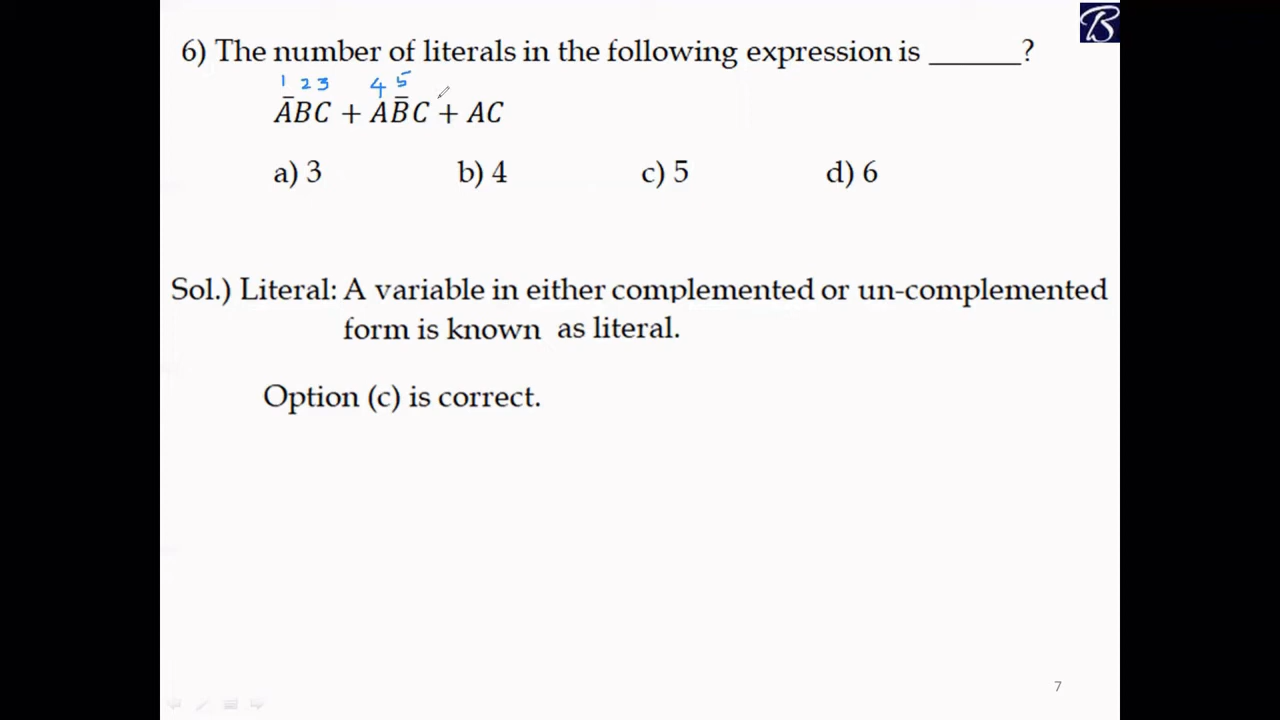 B
6) The number of literals in the following expression is ______?
1 2 3 4 5
A̅BC + AB̅C + AC
a) 3 b) 4 c) 5 d) 6
Sol.) Literal: A variable in either complemented or un-complemented
form is known as literal.
Option (c) is correct.
7